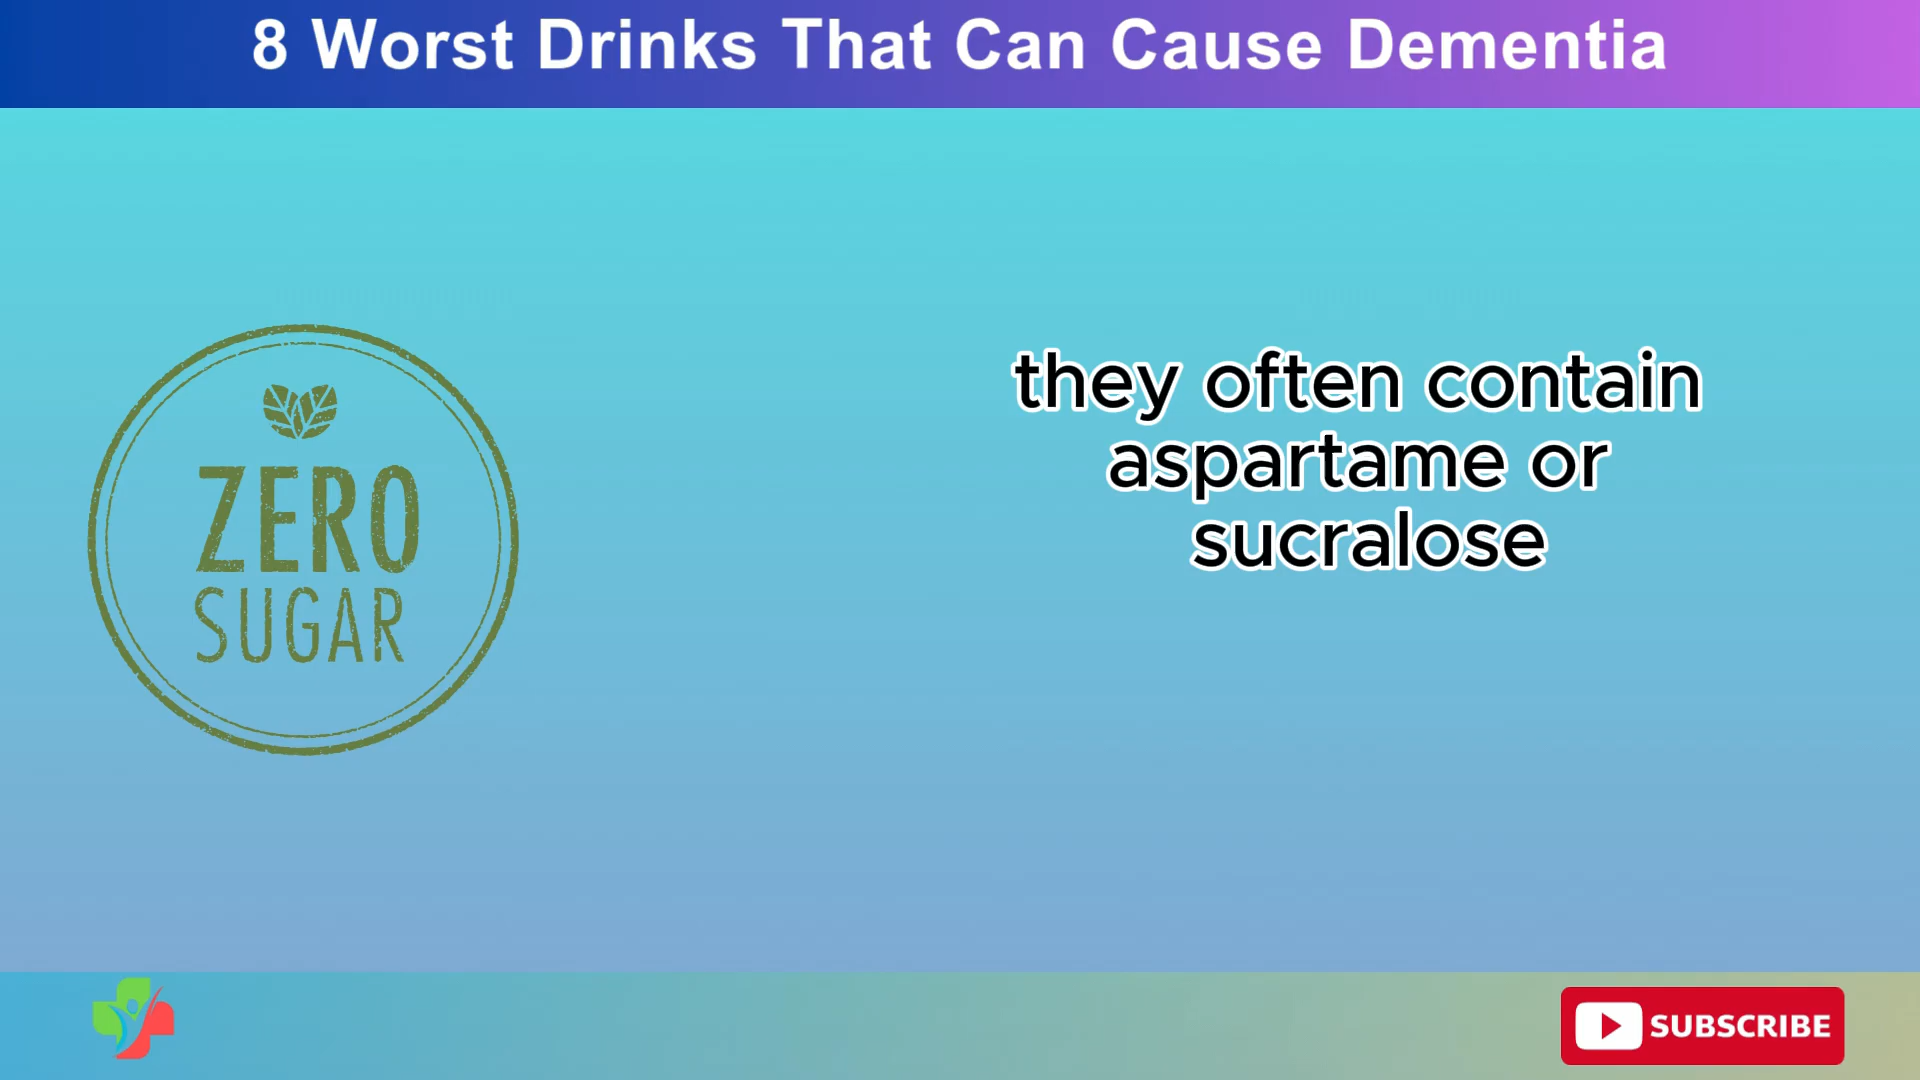 8 Worst Drinks That Can Cause Dementia
ZERO
SUGAR
they often contain
aspartame or
sucralose
SUBSCRIBE